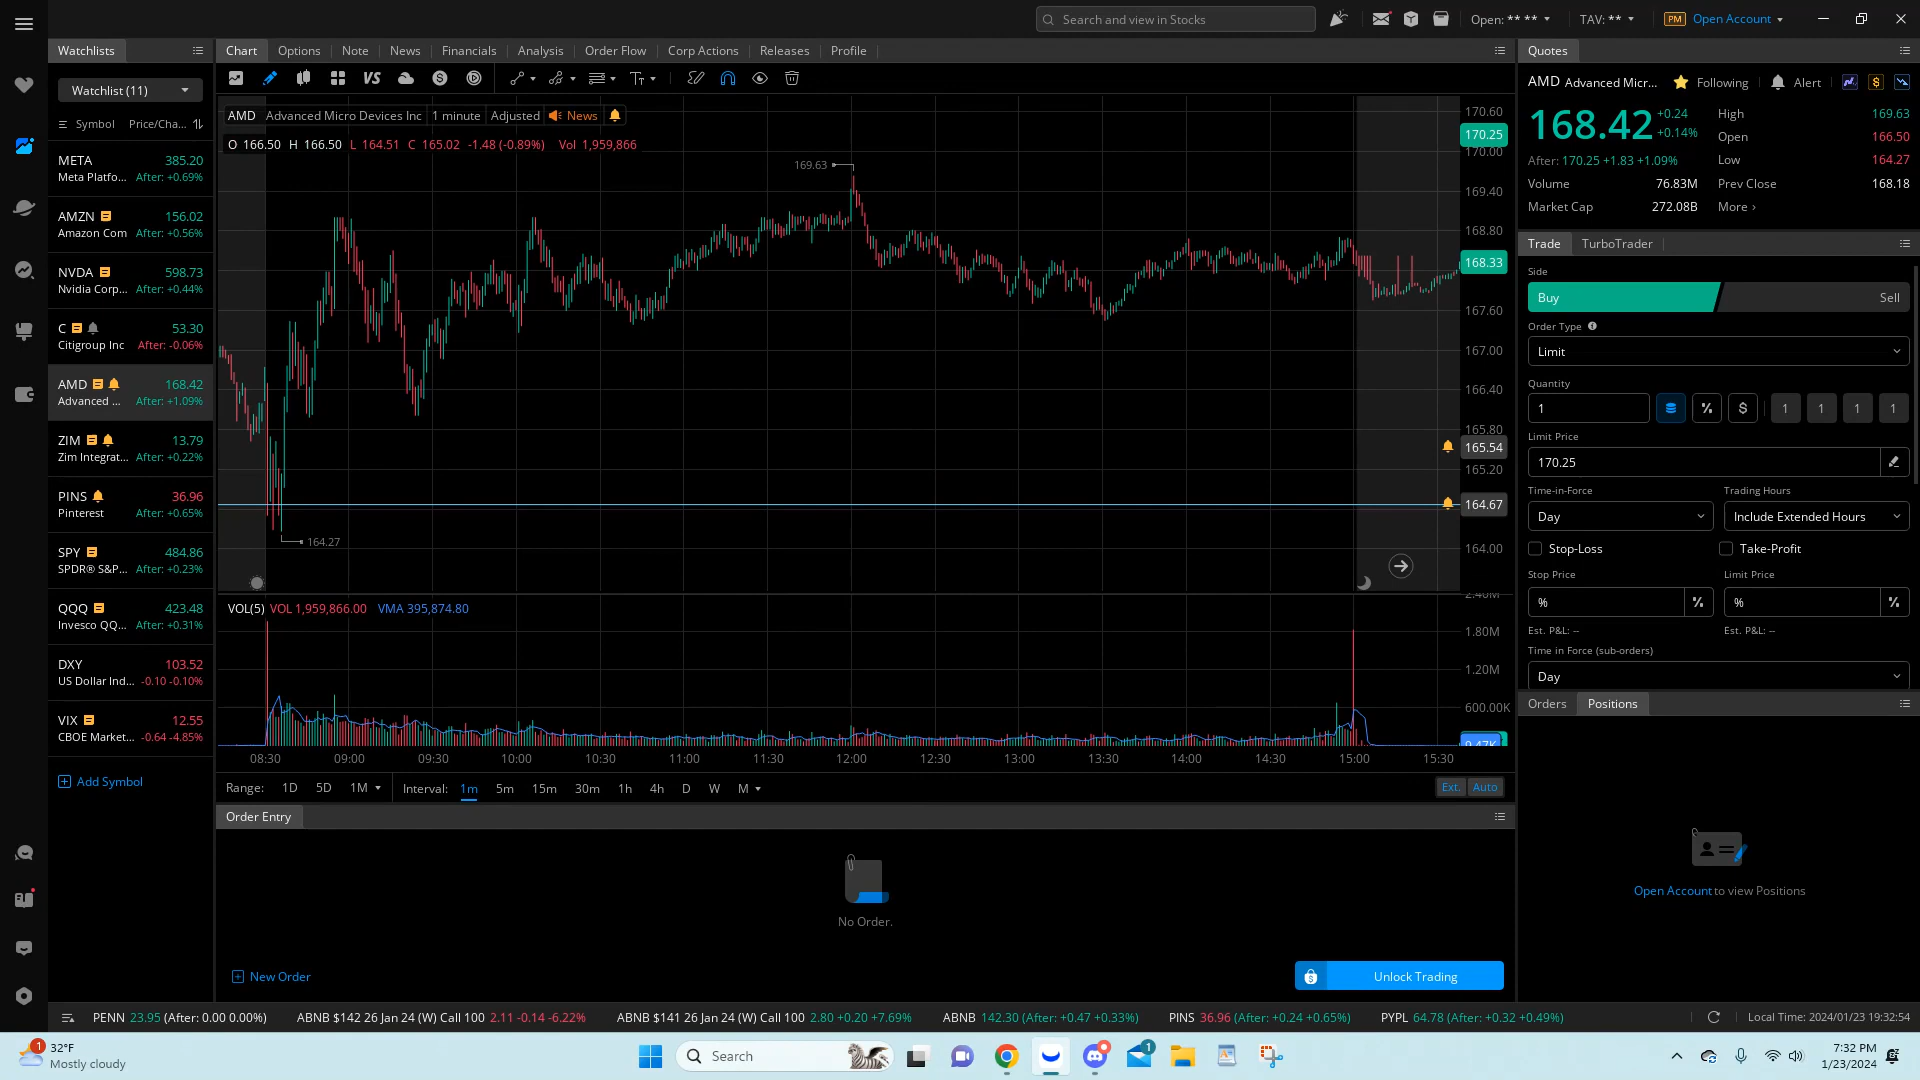 Search and view in Stocks
Open: ** **
TAV: **
PM Open Account
Watchlists
Watchlist (11)
Symbol Price/Cha...
META 385.20
Meta Platfo... After: +0.69%
AMZN 156.02
Amazon Com After: +0.56%
NVDA 598.73
Nvidia Corp... After: +0.44%
C 53.30
Citigroup Inc After: -0.06%
AMD 168.42
Advanced ... After: +1.09%
ZIM 13.79
Zim Integrat... After: +0.22%
PINS 36.96
Pinterest After: +0.65%
SPY 484.86
SPDR® S&P... After: +0.23%
QQQ 423.48
Invesco QQ... After: +0.31%
DXY 103.52
US Dollar Ind... -0.10 -0.10%
VIX 12.55
CBOE Market... -0.64 -4.85%
Add Symbol
Chart Options Note News Financials Analysis Order Flow Corp Actions Releases Profile
VS S Tт
AMD Advanced Micro Devices Inc 1 minute Adjusted News
O 166.50 H 166.50 L 164.51 C 165.02 -1.48 (-0.89%) Vol 1,959,866
169.63
164.27
170.60
170.25
170.00
169.40
168.80
168.33
167.60
167.00
166.40
165.80
165.54
165.20
164.67
164.00
VOL(5) VOL 1,959,866.00 VMA 395,874.80
2.40M
1.80M
1.20M
600.00K
9.47K
08:30 09:00 09:30 10:00 10:30 11:00 11:30 12:00 12:30 13:00 13:30 14:00 14:30 15:00 15:30
Range: 1D 5D 1M Interval: 1m 5m 15m 30m 1h 4h D W M Ext. Auto
Order Entry
No Order.
New Order
Unlock Trading
Quotes
AMD Advanced Micr... Following Alert
168.42 +0.24
+0.14%
After: 170.25 +1.83 +1.09%
High 169.63
Open 166.50
Low 164.27
Volume 76.83M Prev Close 168.18
Market Cap 272.08B More ›
Trade TurboTrader
Side
Buy Sell
Order Type
Limit
Quantity
1 % $ 1 1 1 1
Limit Price
170.25
Time-in-Force Trading Hours
Day Include Extended Hours
Stop-Loss Take-Profit
Stop Price Limit Price
% % % %
Est. P&L: -- Est. P&L: --
Time in Force (sub-orders)
Day
Orders Positions
Open Account to view Positions
PENN 23.95 (After: 0.00 0.00%) ABNB $142 26 Jan 24 (W) Call 100 2.11 -0.14 -6.22% ABNB $141 26 Jan 24 (W) Call 100 2.80 +0.20 +7.69% ABNB 142.30 (After: +0.47 +0.33%) PINS 36.96 (After: +0.24 +0.65%) PYPL 64.78 (After: +0.32 +0.49%) Local Time: 2024/01/23 19:32:54
1 32°F
Mostly cloudy
Search
1
7:32 PM
1/23/2024